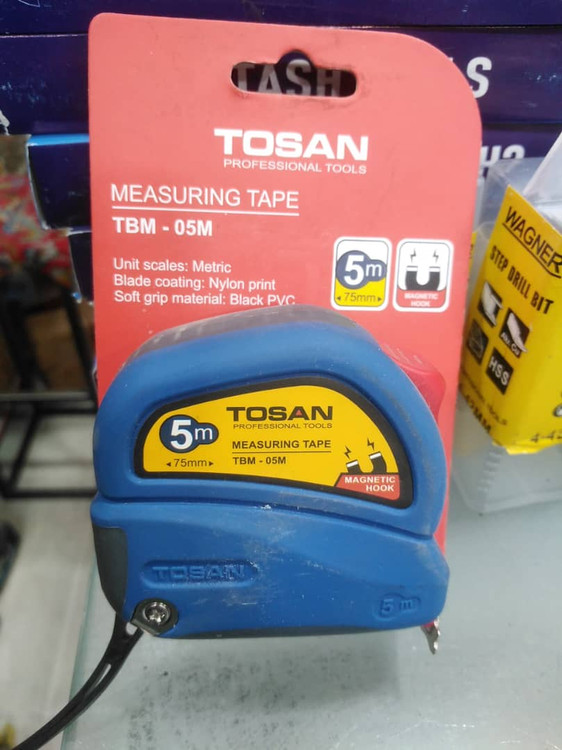 TASH
LS
TOSAN
PROFESSIONAL TOOLS
MEASURING TAPE
TBM - 05M
Unit scales: Metric
Blade coating: Nylon print
Soft grip material: Black PVC
5m
75mm
MAGNETIC
HOOK
WAGNER
STEP DRILL BIT
HSS
TOSAN
PROFESSIONAL TOOLS
5m
75mm
MEASURING TAPE
TBM - 05M
MAGNETIC
HOOK
TOSAN
5m